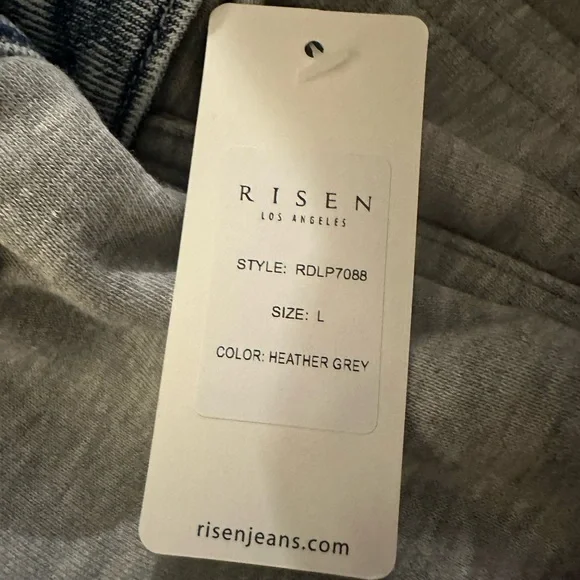 RISEN
LOS ANGELES
STYLE: RDLP7088
SIZE: L
COLOR: HEATHER GREY
risenjeans.com